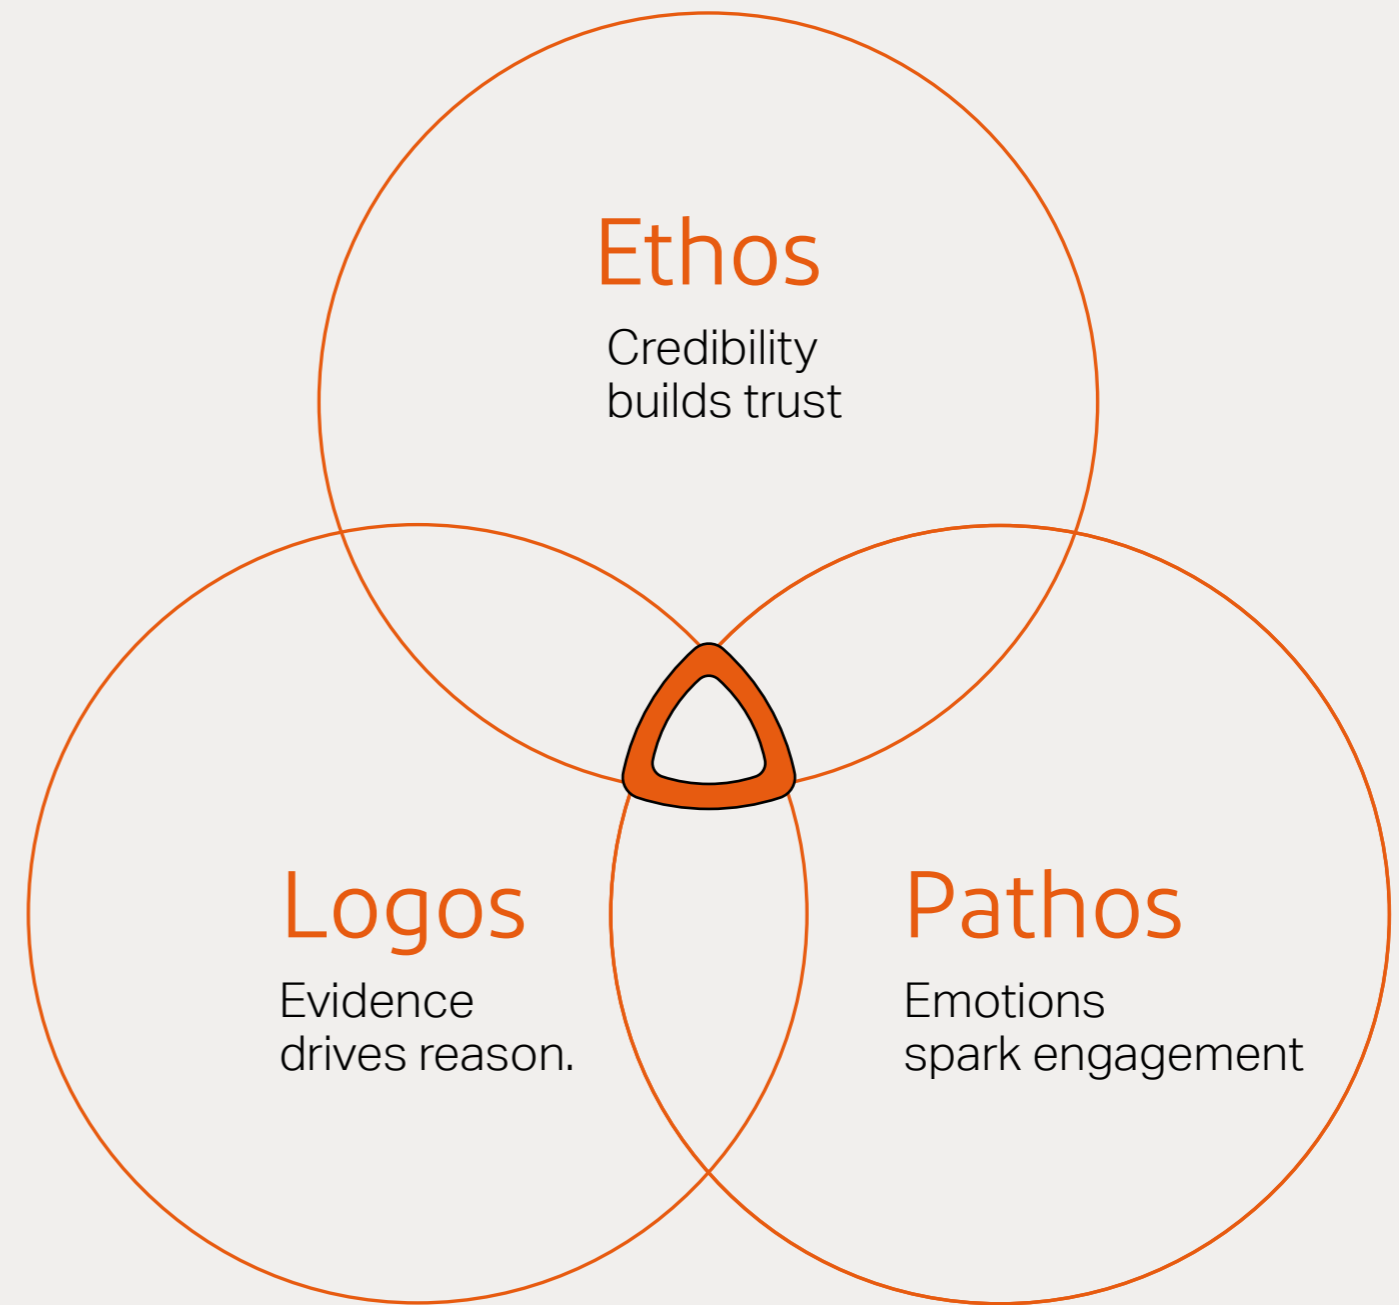 Ethos
Credibility
builds trust
Logos
Evidence
drives reason.
Pathos
Emotions
spark engagement